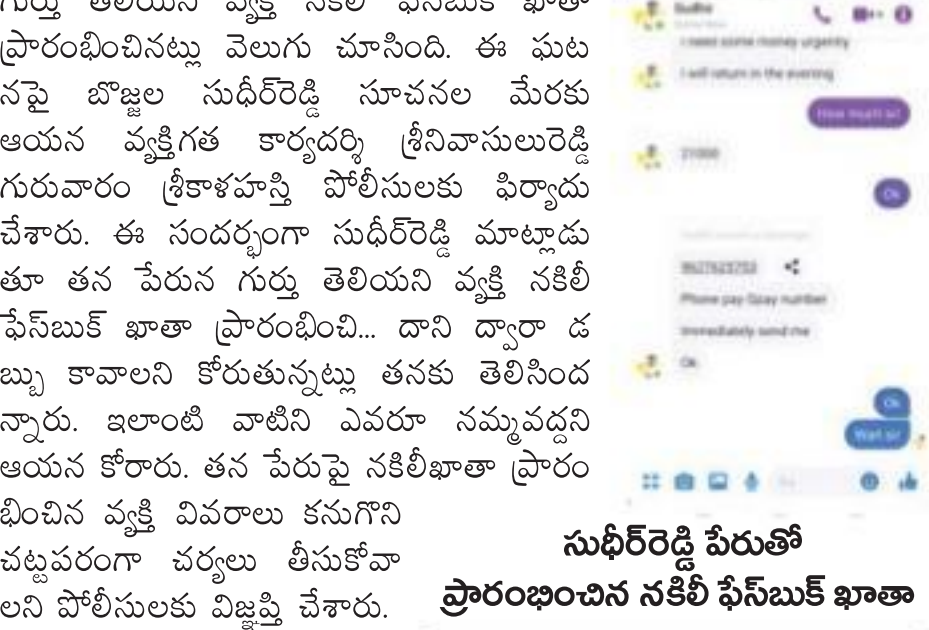 గుర్తు తెలియని వ్యక్తి నకిలీ ఫేస్‌బుక్ ఖాతా
ప్రారంభించినట్లు వెలుగు చూసింది. ఈ ఘట
నపై బొజ్జల సుధీర్‌రెడ్డి సూచనల మేరకు
ఆయన వ్యక్తిగత కార్యదర్శి శ్రీనివాసులురెడ్డి
గురువారం శ్రీకాళహస్తి పోలీసులకు ఫిర్యాదు
చేశారు. ఈ సందర్భంగా సుధీర్‌రెడ్డి మాట్లాడు
తూ తన పేరున గుర్తు తెలియని వ్యక్తి నకిలీ
ఫేస్‌బుక్ ఖాతా ప్రారంభించి... దాని ద్వారా డ
బ్బు కావాలని కోరుతున్నట్లు తనకు తెలిసింద
న్నారు. ఇలాంటి వాటిని ఎవరూ నమ్మవద్దని
ఆయన కోరారు. తన పేరుపై నకిలీఖాతా ప్రారం
భించిన వ్యక్తి వివరాలు కనుగొని
చట్టపరంగా చర్యలు తీసుకోవా
లని పోలీసులకు విజ్ఞప్తి చేశారు.
I need some money urgently
I will return in the evening
How much sir
Ok
Phone pay Gpay number
Immediately send me
Ok
Ok
Wait sir
సుధీర్‌రెడ్డి పేరుతో
ప్రారంభించిన నకిలీ ఫేస్‌బుక్ ఖాతా